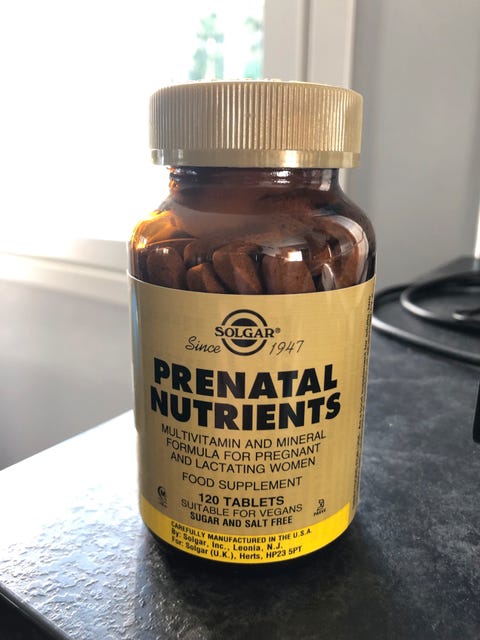 SOLGAR®
Since 1947
PRENATAL
NUTRIENTS
MULTIVITAMIN AND MINERAL
FORMULA FOR PREGNANT
AND LACTATING WOMEN
FOOD SUPPLEMENT
120 TABLETS
SUITABLE FOR VEGANS
SUGAR AND SALT FREE
CAREFULLY MANUFACTURED IN THE U.S.A.
By: Solgar, Inc., Leonia, N.J.
For: Solgar (U.K.), Herts, HP23 5PT